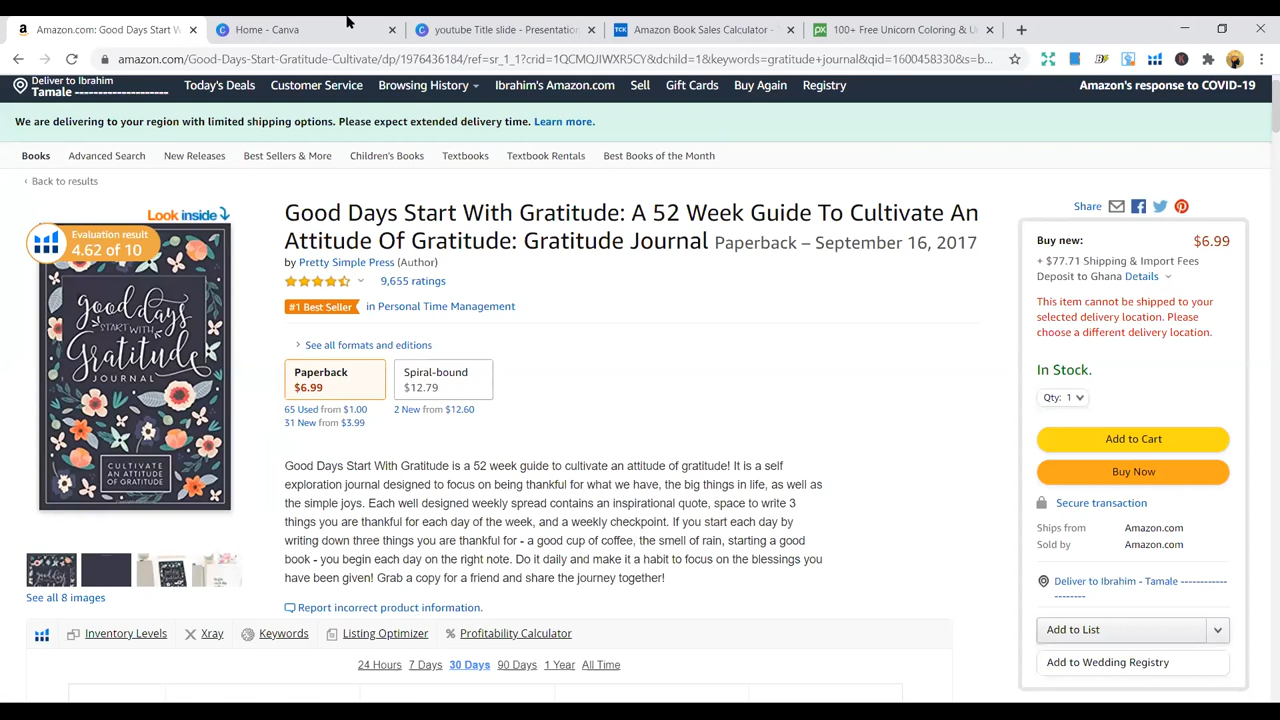 Amazon.com: Good Days Start W
Home - Canva
youtube Title slide - Presentation
Amazon Book Sales Calculator -
100+ Free Unicorn Coloring & Un
amazon.com/Good-Days-Start-Gratitude-Cultivate/dp/1976361164/ref=sr_1_1?crid=1QCMQJIWXR5CY&dchild=1&keywords=gratitude+journal&qid=1600458330&s=b...
Deliver to Ibrahim
Tamale --------------------
Today's Deals
Customer Service
Browsing History
Ibrahim's Amazon.com
Sell
Gift Cards
Buy Again
Registry
Amazon's response to COVID-19
We are delivering to your region with limited shipping options. Please expect extended delivery time. Learn more.
Books
Advanced Search
New Releases
Best Sellers & More
Children's Books
Textbooks
Textbook Rentals
Best Books of the Month
‹ Back to results
Look inside
Evaluation result
4.62 of 10
good days
START WITH
Gratitude
JOURNAL
CULTIVATE
AN ATTITUDE
OF GRATITUDE
See all 8 images
Good Days Start With Gratitude: A 52 Week Guide To Cultivate An
Attitude Of Gratitude: Gratitude Journal Paperback – September 16, 2017
by Pretty Simple Press (Author)
9,655 ratings
#1 Best Seller in Personal Time Management
See all formats and editions
Paperback
$6.99
Spiral-bound
$12.79
65 Used from $1.00
31 New from $3.99
2 New from $12.60
Good Days Start With Gratitude is a 52 week guide to cultivate an attitude of gratitude! It is a self
exploration journal designed to focus on being thankful for what we have, the big things in life, as well as
the simple joys. Each well designed weekly spread contains an inspirational quote, space to write 3
things you are thankful for each day of the week, and a weekly checkpoint. If you start each day by
writing down three things you are thankful for - a good cup of coffee, the smell of rain, starting a good
book - you begin each day on the right note. Do it daily and make it a habit to focus on the blessings you
have been given! Grab a copy for a friend and share the journey together!
Report incorrect product information.
Inventory Levels
Xray
Keywords
Listing Optimizer
Profitability Calculator
24 Hours
7 Days
30 Days
90 Days
1 Year
All Time
Share
Buy new:
$6.99
+ $77.71 Shipping & Import Fees
Deposit to Ghana Details
This item cannot be shipped to your
selected delivery location. Please
choose a different delivery location.
In Stock.
Qty: 1
Add to Cart
Buy Now
Secure transaction
Ships from Amazon.com
Sold by Amazon.com
Deliver to Ibrahim - Tamale ------------
--------
Add to List
Add to Wedding Registry